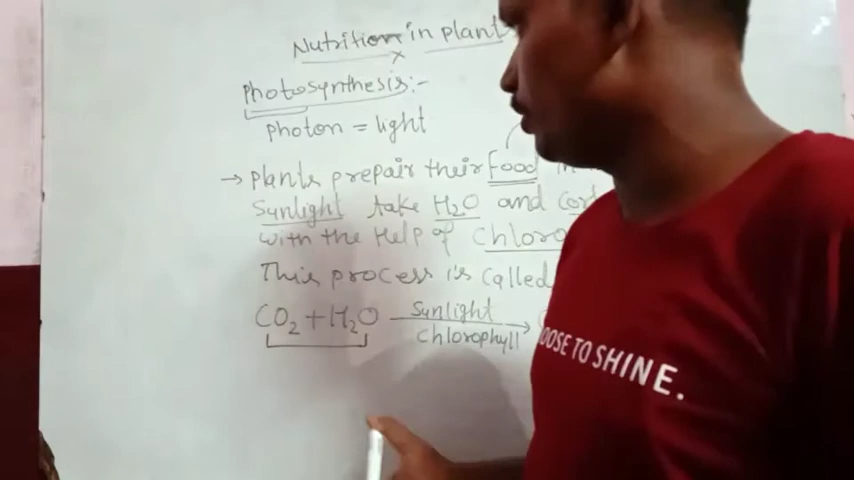 Nutrition in plant
x
Photosynthesis:-
Photon = light
→ Plants prepair their food in
Sunlight take H₂O and
with the Help of Chloro
This process is called
CO₂ + H₂O Sunlight →
Chlorophyll
OOSE TO SHINE.